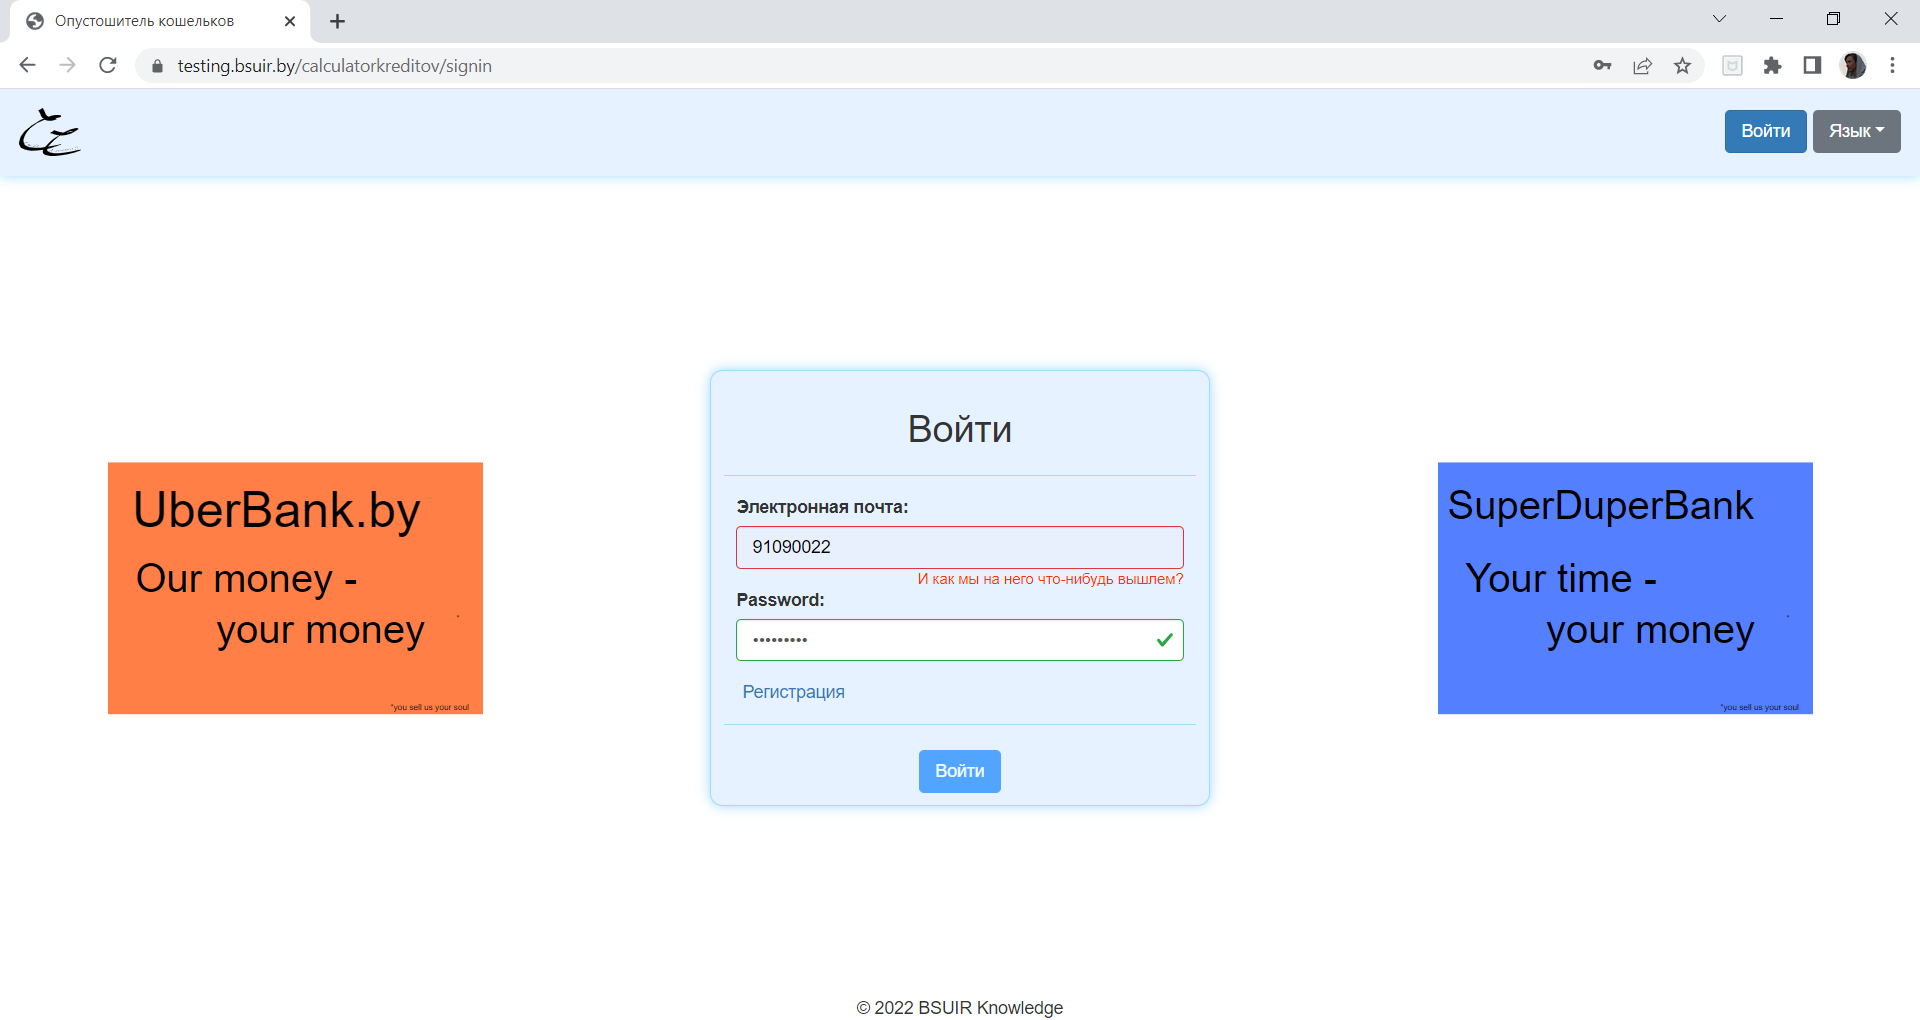 Опустошитель кошельков
testing.bsuir.by/calculatorkreditov/signin
Войти
Язык
Войти
Электронная почта:
91090022
И как мы на него что-нибудь вышлем?
Password:
•••••••••
Регистрация
Войти
UberBank.by
Our money -
your money
*you sell us your soul
SuperDuperBank
Your time -
your money
*you sell us your soul
© 2022 BSUIR Knowledge